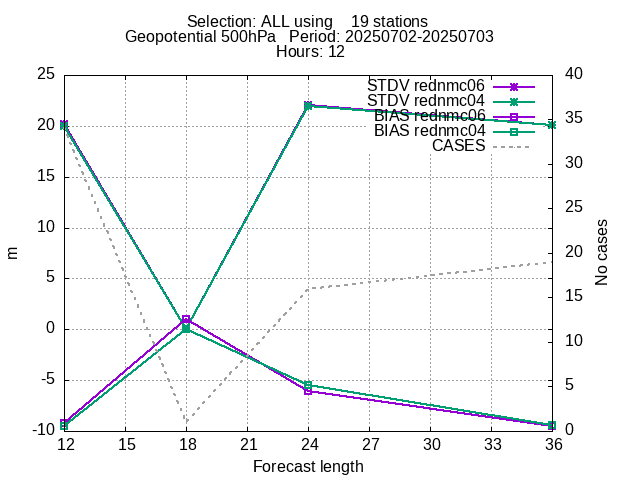 Selection: ALL using    19 stations
Geopotential 500hPa   Period: 20250702-20250703
Hours: 12
25
20
15
10
5
0
-5
-10
m
40
35
30
25
20
15
10
5
0
No cases
STDV rednmc06
STDV rednmc04
BIAS rednmc06
BIAS rednmc04
CASES
12 15 18 21 24 27 30 33 36
Forecast length